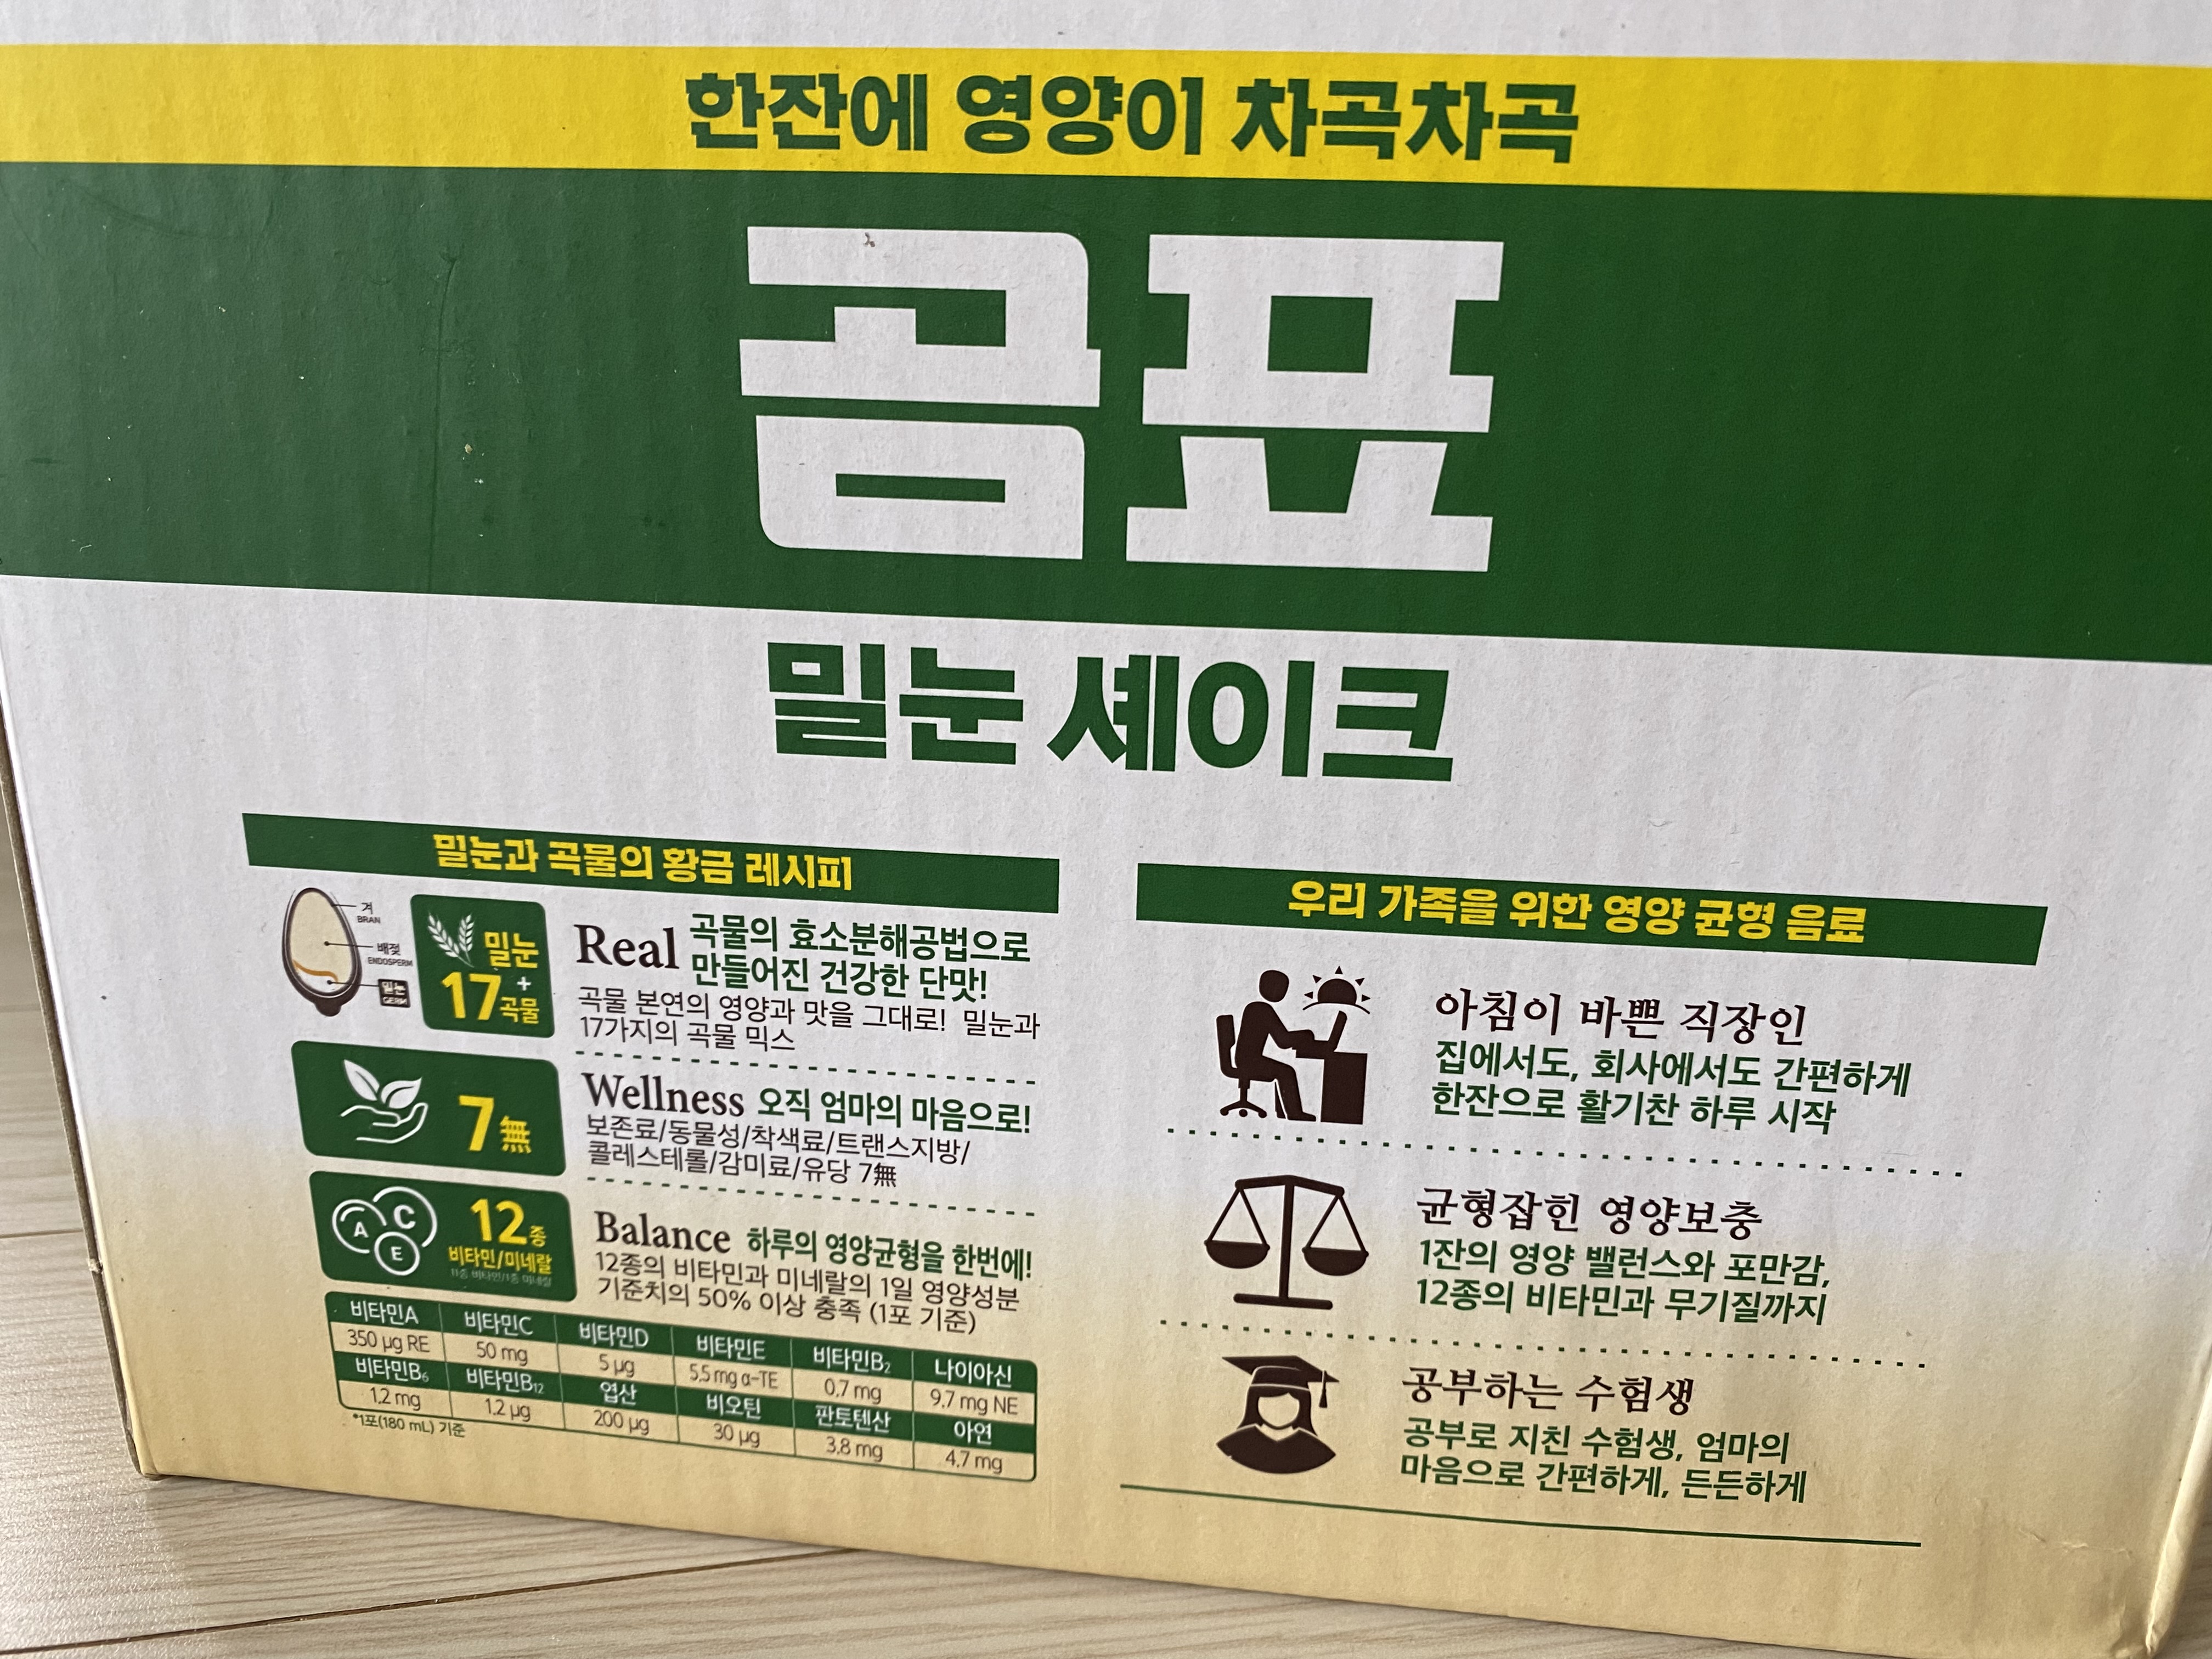 한잔에 영양이 차곡차곡
곰표
밀눈 셰이크
밀눈과 곡물의 황금 레시피
겨
BRAN
배젖
ENDOSPERM
밀눈
GERM
밀눈
+
17곡물
Real 곡물의 효소분해공법으로
만들어진 건강한 단맛!
곡물 본연의 영양과 맛을 그대로! 밀눈과
17가지의 곡물 믹스
7無
Wellness 오직 엄마의 마음으로!
보존료/동물성/착색료/트랜스지방/
콜레스테롤/감미료/유당 7無
A C E
12종
비타민/미네랄
11종 비타민/1종 미네랄
Balance 하루의 영양균형을 한번에!
12종의 비타민과 미네랄의 1일 영양성분
기준치의 50% 이상 충족 (1포 기준)
비타민A 비타민C 비타민D 비타민E 비타민B₂ 나이아신
350 μg RE 50 mg 5 μg 5.5 mg α-TE 0.7 mg 9.7 mg NE
비타민B₆ 비타민B₁₂ 엽산 비오틴 판토텐산 아연
1.2 mg 1.2 μg 200 μg 30 μg 3.8 mg 4.7 mg
*1포(180 mL) 기준
우리 가족을 위한 영양 균형 음료
아침이 바쁜 직장인
집에서도, 회사에서도 간편하게
한잔으로 활기찬 하루 시작
균형잡힌 영양보충
1잔의 영양 밸런스와 포만감,
12종의 비타민과 무기질까지
공부하는 수험생
공부로 지친 수험생, 엄마의
마음으로 간편하게, 든든하게